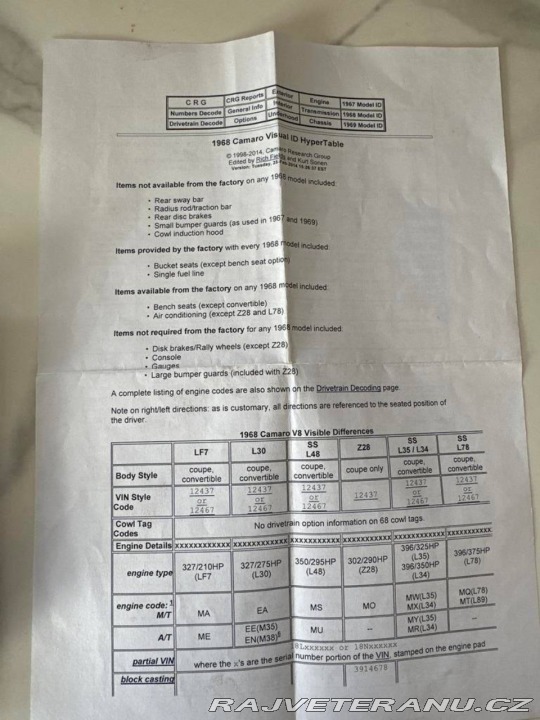 CRG CRG Reports Exterior Engine 1967 Model ID
Numbers Decode General Info Interior Transmission 1968 Model ID
Drivetrain Decode Options Underhood Chassis 1969 Model ID
1968 Camaro Visual ID HyperTable
© 1998-2014, Camaro Research Group
Edited by Rich Fields and Kurt Sonen
Items not available from the factory on any 1968 model included:
• Rear sway bar
• Radius rod/traction bar
• Rear disc brakes
• Small bumper guards (as used in 1967 and 1969)
• Cowl induction hood
Items provided by the factory with every 1968 model included:
• Bucket seats (except bench seat option)
• Single fuel line
Items available from the factory on any 1968 model included:
• Bench seats (except convertible)
• Air conditioning (except Z28 and L78)
Items not required from the factory for any 1968 model included:
• Disk brakes/Rally wheels (except Z28)
• Console
• Gauges
• Large bumper guards (included with Z28)
A complete listing of engine codes are also shown on the Drivetrain Decoding page.
Note on right/left directions: as is customary, all directions are referenced to the seated position of
the driver.
1968 Camaro V8 Visible Differences
LF7 L30 SS L48 Z28 SS L35 / L34 SS L78
Body Style coupe, convertible coupe, convertible coupe, convertible coupe only coupe, convertible coupe, convertible
VIN Style Code 12437 or 12467 12437 or 12467 12437 or 12467 12437 12437 or 12467 12437 or 12467
Cowl Tag Codes No drivetrain option information on 68 cowl tags.
Engine Details xxxxxxxxxxx xxxxxxxxxxx xxxxxxxxxxx xxxxxxxxxxx xxxxxxxxxxx xxxxxxxxxxx
engine type 327/210HP (LF7 327/275HP (L30) 350/295HP (L48) 302/290HP (Z28) 396/325HP (L35) 396/350HP (L34) 396/375HP (L78)
engine code: 1 M/T MA EA MS MO MW(L35) MX(L34) MQ(L78) MT(L89)
A/T ME EE(M35) EN(M38) MU -- MY(L35) MR(L34) --
partial VIN 18Lxxxxxx or 18Nxxxxxx
where the x's are the serial number portion of the VIN, stamped on the engine pad
block casting 3914678
RAJVETERANU.CZ